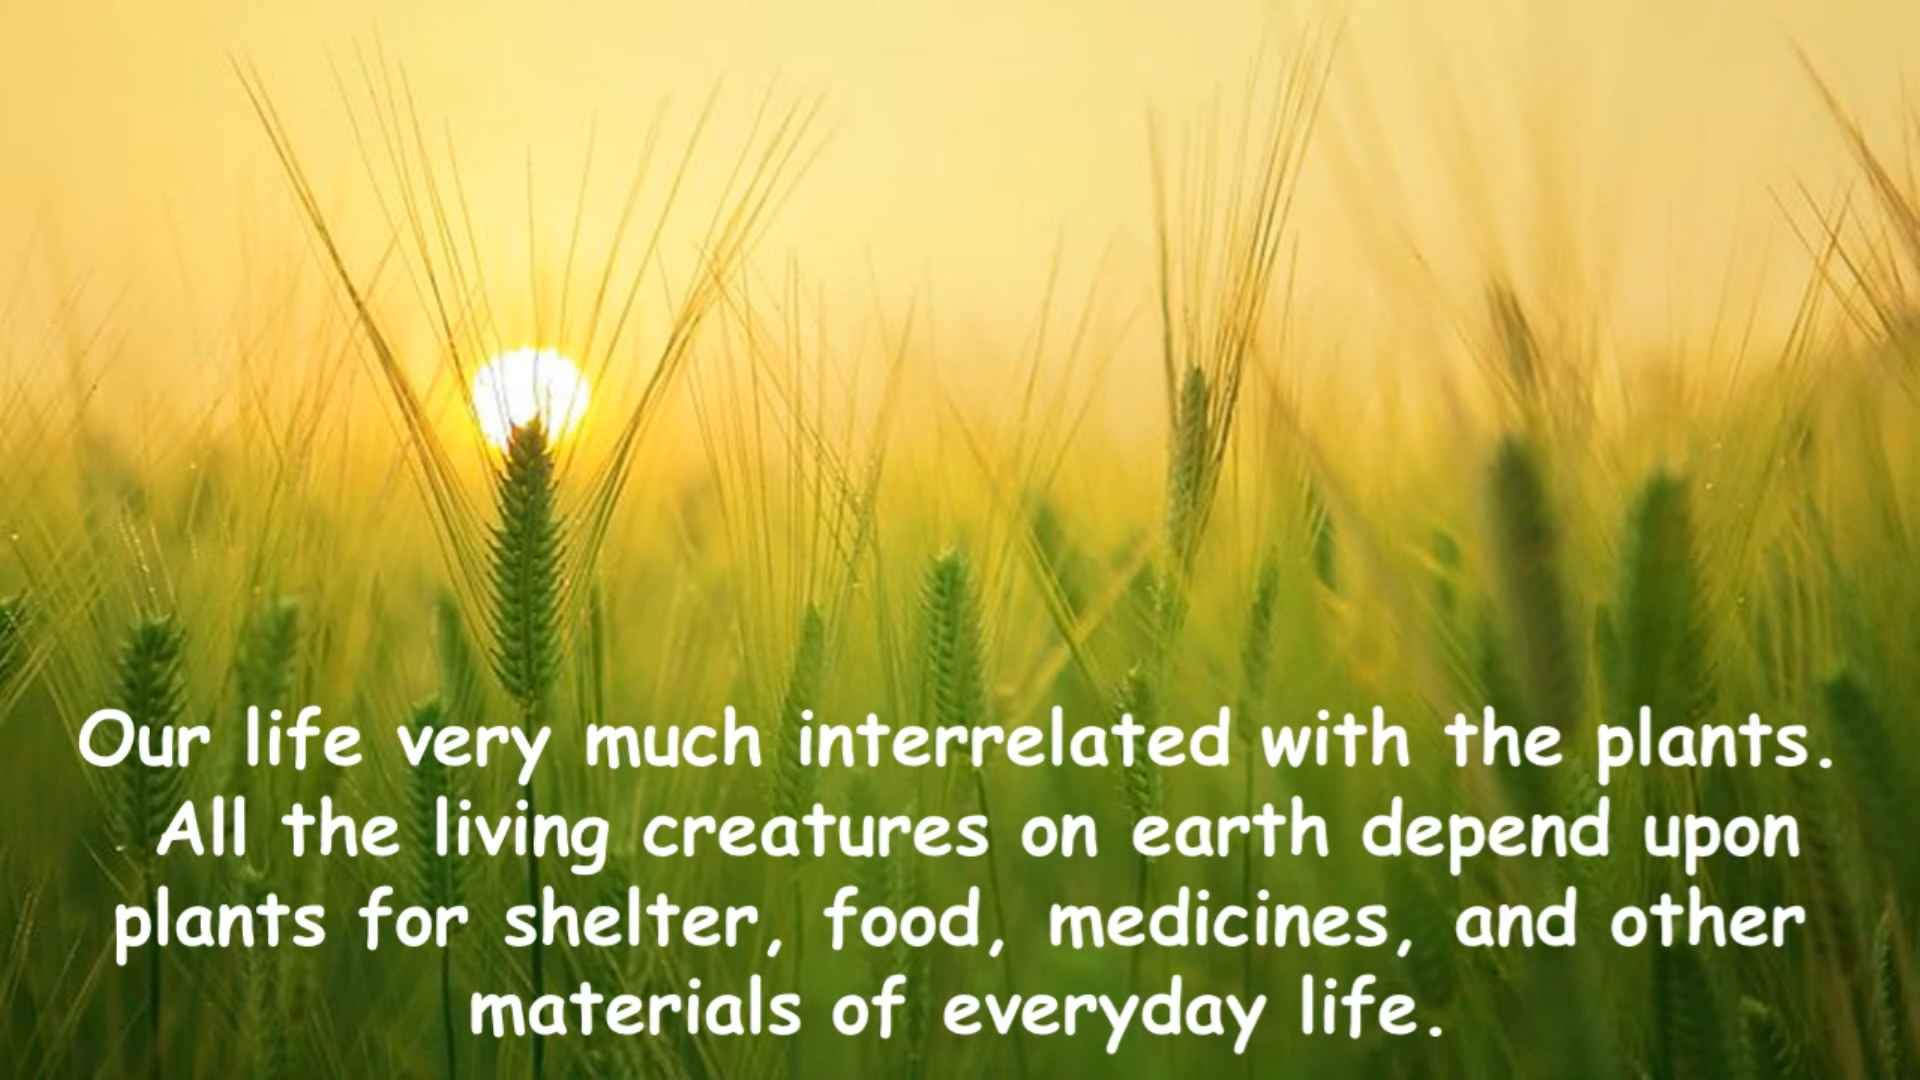 Our life very much interrelated with the plants.
All the living creatures on earth depend upon
plants for shelter, food, medicines, and other
materials of everyday life.